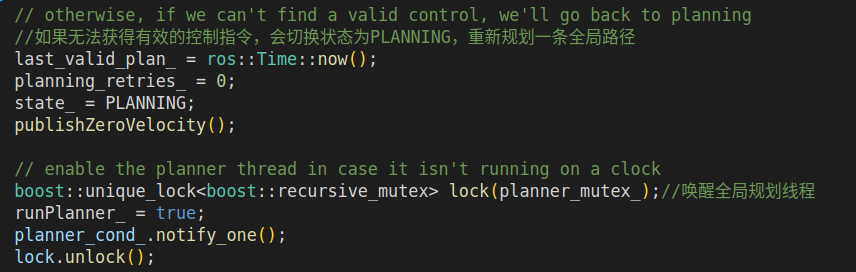 // otherwise, if we can't find a valid control, we'll go back to planning
//如果无法获得有效的控制指令，会切换状态为PLANNING，重新规划一条全局路径
last_valid_plan_ = ros::Time::now();
planning_retries_ = 0;
state_ = PLANNING;
publishZeroVelocity();
// enable the planner thread in case it isn't running on a clock
boost::unique_lock<boost::recursive_mutex> lock(planner_mutex_);//唤醒全局规划线程
runPlanner_ = true;
planner_cond_.notify_one();
lock.unlock();